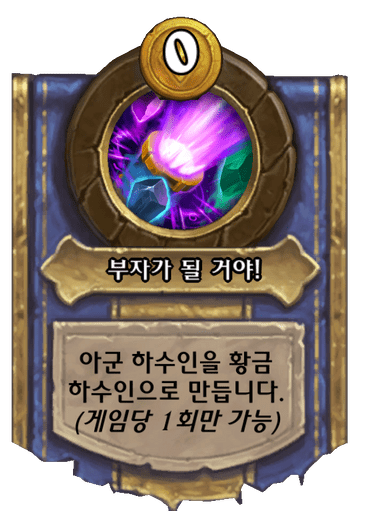 0
부자가 될 거야!
아군 하수인을 황금
하수인으로 만듭니다.
(게임당 1회만 가능)